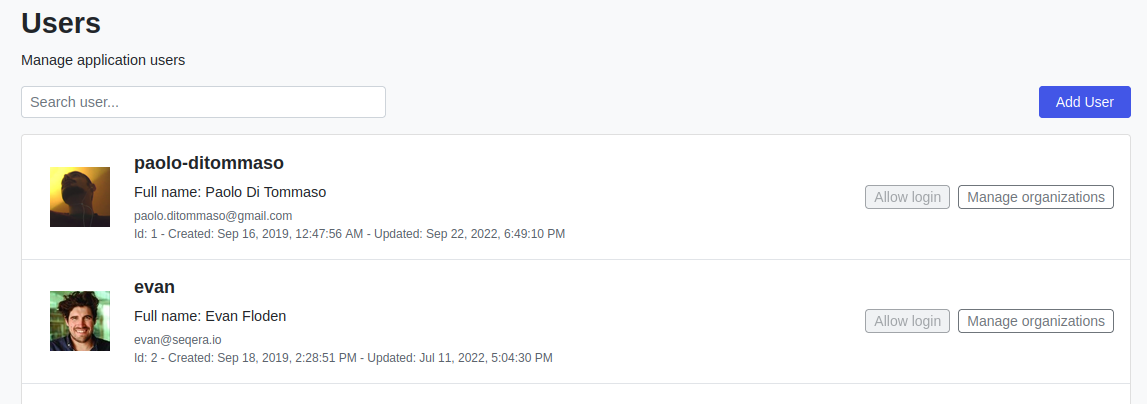 Users
Manage application users
Search user...
Add User
paolo-ditommaso
Full name: Paolo Di Tommaso
paolo.ditommaso@gmail.com
Id: 1 - Created: Sep 16, 2019, 12:47:56 AM - Updated: Sep 22, 2022, 6:49:10 PM
Allow login
Manage organizations
evan
Full name: Evan Floden
evan@seqera.io
Id: 2 - Created: Sep 18, 2019, 2:28:51 PM - Updated: Jul 11, 2022, 5:04:30 PM
Allow login
Manage organizations